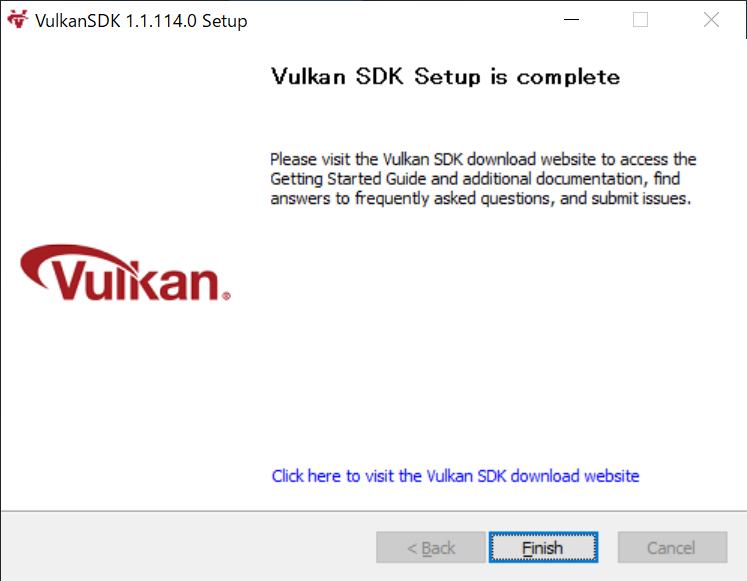 VulkanSDK 1.1.114.0 Setup
Vulkan SDK Setup is complete
Please visit the Vulkan SDK download website to access the
Getting Started Guide and additional documentation, find
answers to frequently asked questions, and submit issues.
Vulkan®
Click here to visit the Vulkan SDK download website
< Back Finish Cancel